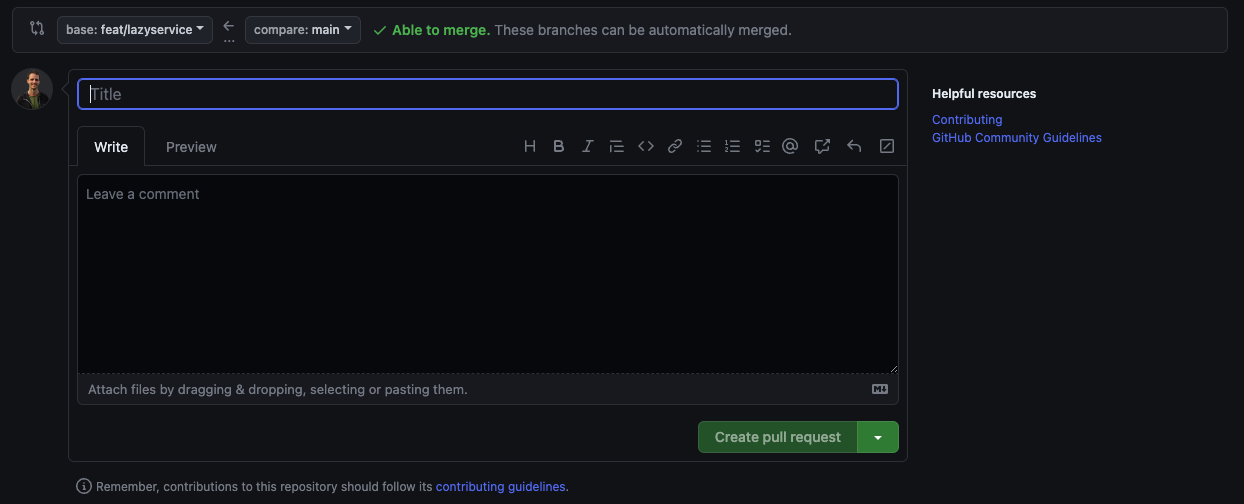 base: feat/lazyservice
...
compare: main
Able to merge. These branches can be automatically merged.
Title
Helpful resources
Contributing
GitHub Community Guidelines
Write
Preview
Leave a comment
Attach files by dragging & dropping, selecting or pasting them.
Create pull request
Remember, contributions to this repository should follow its contributing guidelines.